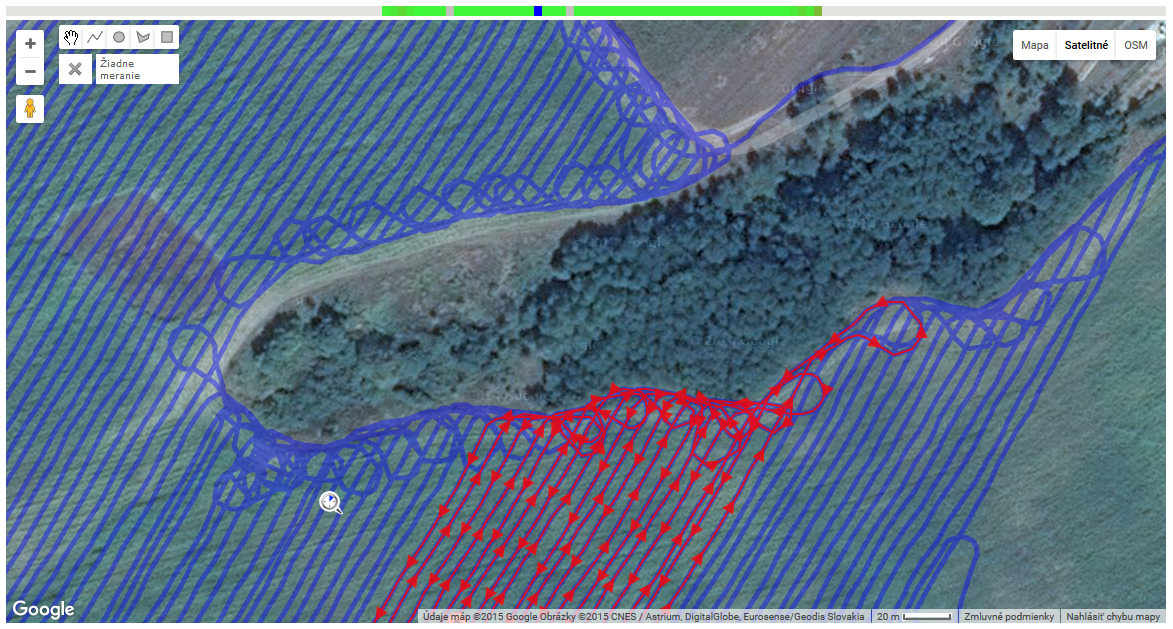 +
Žiadne
meranie
Mapa
Satelitné
OSM
−
Google
Údaje máp ©2015 Google Obrázky ©2015 CNES / Astrium, DigitalGlobe, Eurosense/Geodis Slovakia
20 m
Zmluvné podmienky
Nahlásiť chybu mapy